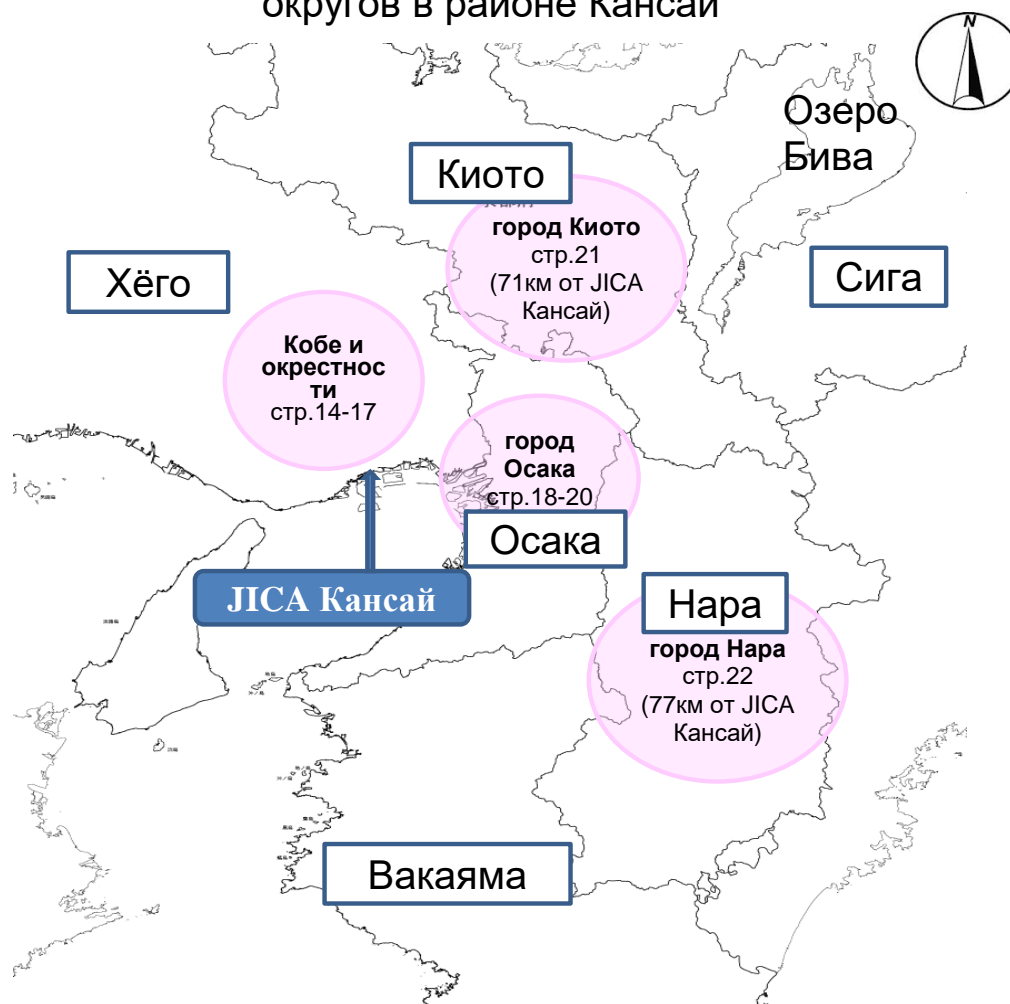 округов в районе Кансай
N
Озеро
Бива
Киото
город Киото
стр.21
(71км от JICA
Кансай)
Хёго
Сига
Кобе и
окрестнос
ти
стр.14-17
город
Осака
стр.18-20
Осака
JICA Кансай
Нара
город Нара
стр.22
(77км от JICA
Кансай)
Вакаяма